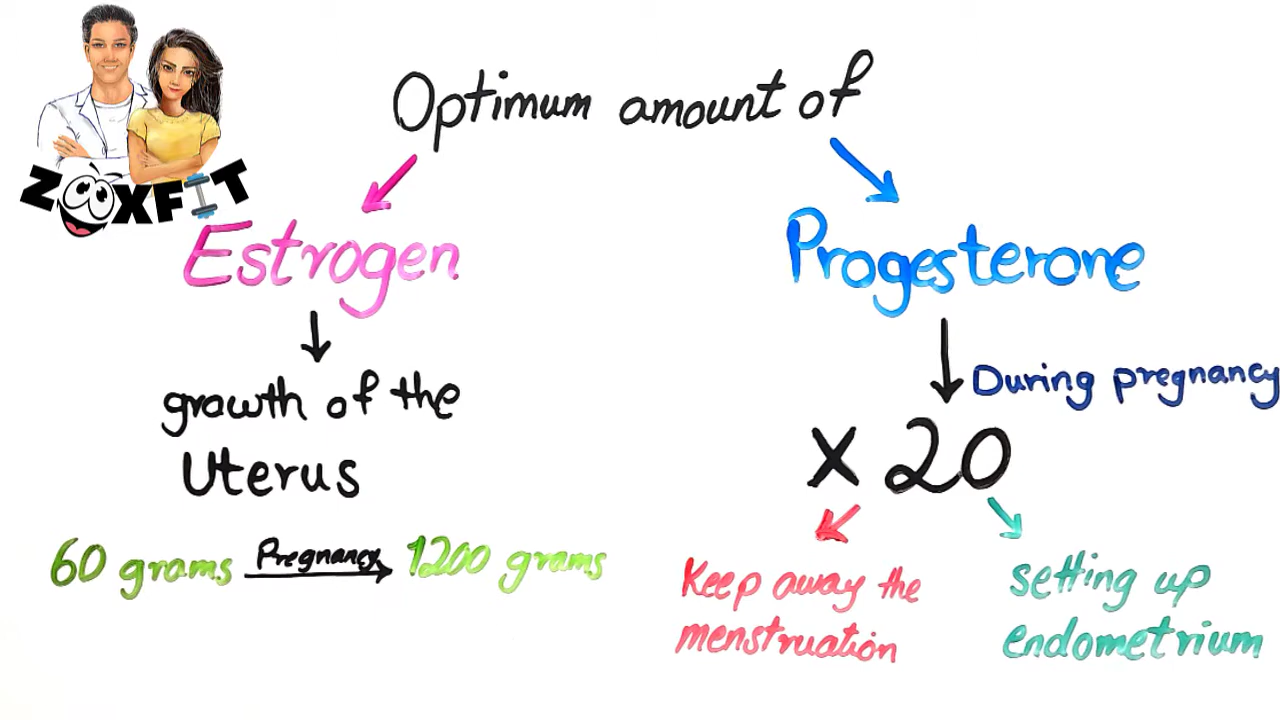 ZOOXFIT
Optimum amount of
Estrogen
Progesterone
growth of the
Uterus
During pregnancy
X 20
60 grams Pregnancy 1200 grams
Keep away the
menstruation
setting up
endometrium